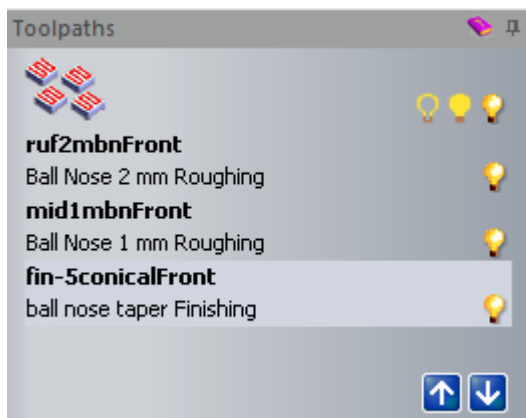 Toolpaths
ruf2mbnFront
Ball Nose 2 mm Roughing
mid1mbnFront
Ball Nose 1 mm Roughing
fin-5conicalFront
ball nose taper Finishing